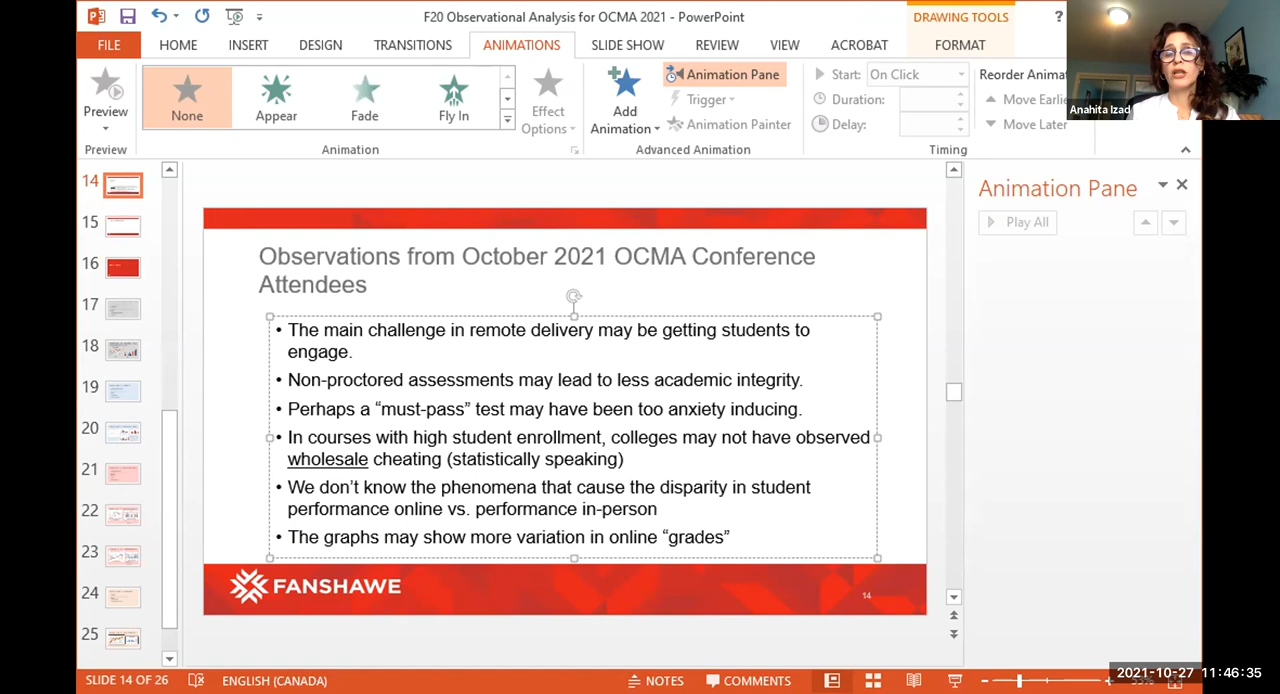 F20 Observational Analysis for OCMA 2021 - PowerPoint
DRAWING TOOLS
?
FILE
HOME
INSERT
DESIGN
TRANSITIONS
ANIMATIONS
SLIDE SHOW
REVIEW
VIEW
ACROBAT
FORMAT
Anahita Izad
Preview
None
Appear
Fade
Fly In
Effect
Options
Add
Animation
Animation Pane
Trigger
Animation Painter
Start: On Click
Duration:
Delay:
Reorder Animat
Move Earlie
Move Later
Preview
Animation
Advanced Animation
Timing
14
15
16
17
18
19
20
21
22
23
24
25
Observations from October 2021 OCMA Conference
Attendees
• The main challenge in remote delivery may be getting students to
engage.
• Non-proctored assessments may lead to less academic integrity.
• Perhaps a “must-pass” test may have been too anxiety inducing.
• In courses with high student enrollment, colleges may not have observed
wholesale cheating (statistically speaking)
• We don’t know the phenomena that cause the disparity in student
performance online vs. performance in-person
• The graphs may show more variation in online “grades”
FANSHAWE
14
Animation Pane
Play All
SLIDE 14 OF 26
ENGLISH (CANADA)
NOTES
COMMENTS
2021-10-27 11:46:35